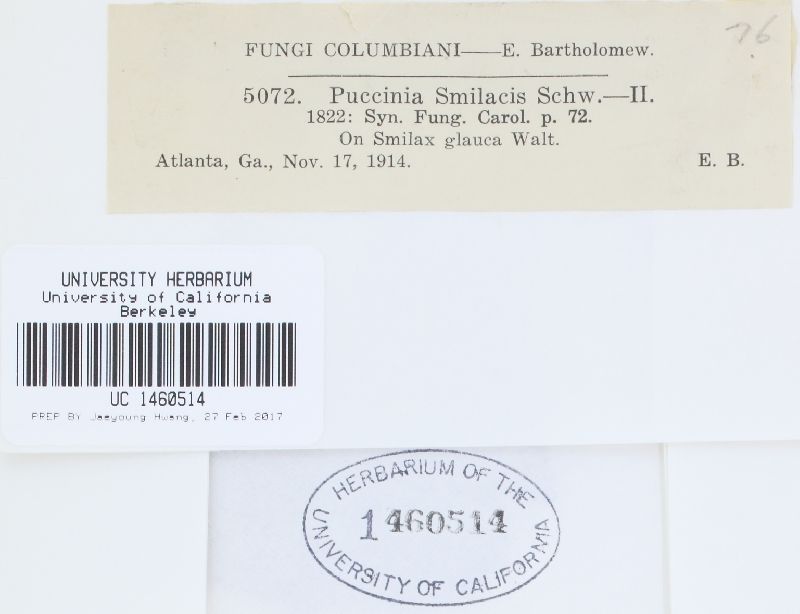 76
FUNGI COLUMBIANI——E. Bartholomew.
5072. Puccinia Smilacis Schw.—II.
1822: Syn. Fung. Carol. p. 72.
On Smilax glauca Walt.
Atlanta, Ga., Nov. 17, 1914. E. B.
UNIVERSITY HERBARIUM
University of California
Berkeley
UC 1460514
PREP BY Jaeyoung Hwang, 27 Feb 2017
HERBARIUM OF THE
1460514
UNIVERSITY OF CALIFORNIA